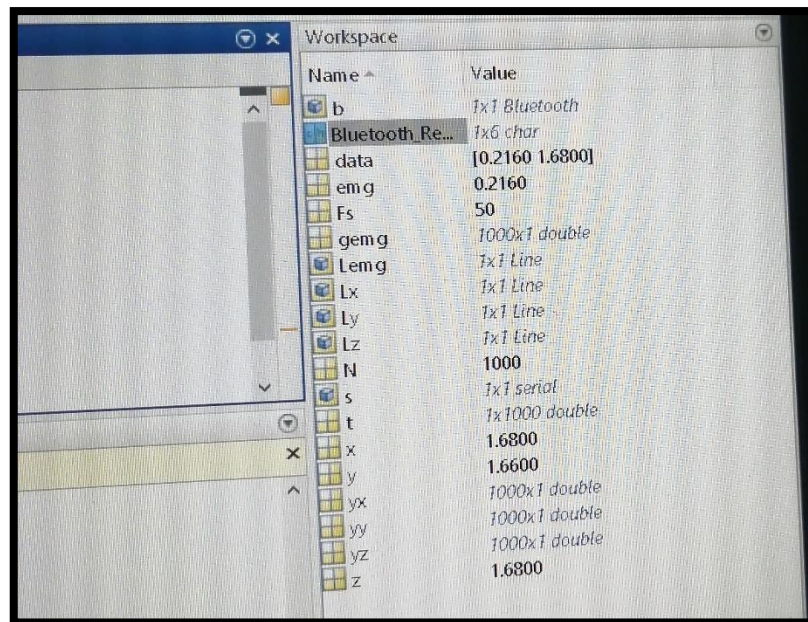 Workspace
Name Value
b 1x1 Bluetooth
Bluetooth_Re... 1x6 char
data [0.2160 1.6800]
emg 0.2160
Fs 50
gemg 1000x1 double
Lemg 1x1 Line
Lx 1x1 Line
Ly 1x1 Line
Lz 1x1 Line
N 1000
s 1x1 serial
t 1x1000 double
x 1.6800
y 1.6600
yx 1000x1 double
yy 1000x1 double
yz 1000x1 double
z 1.6800